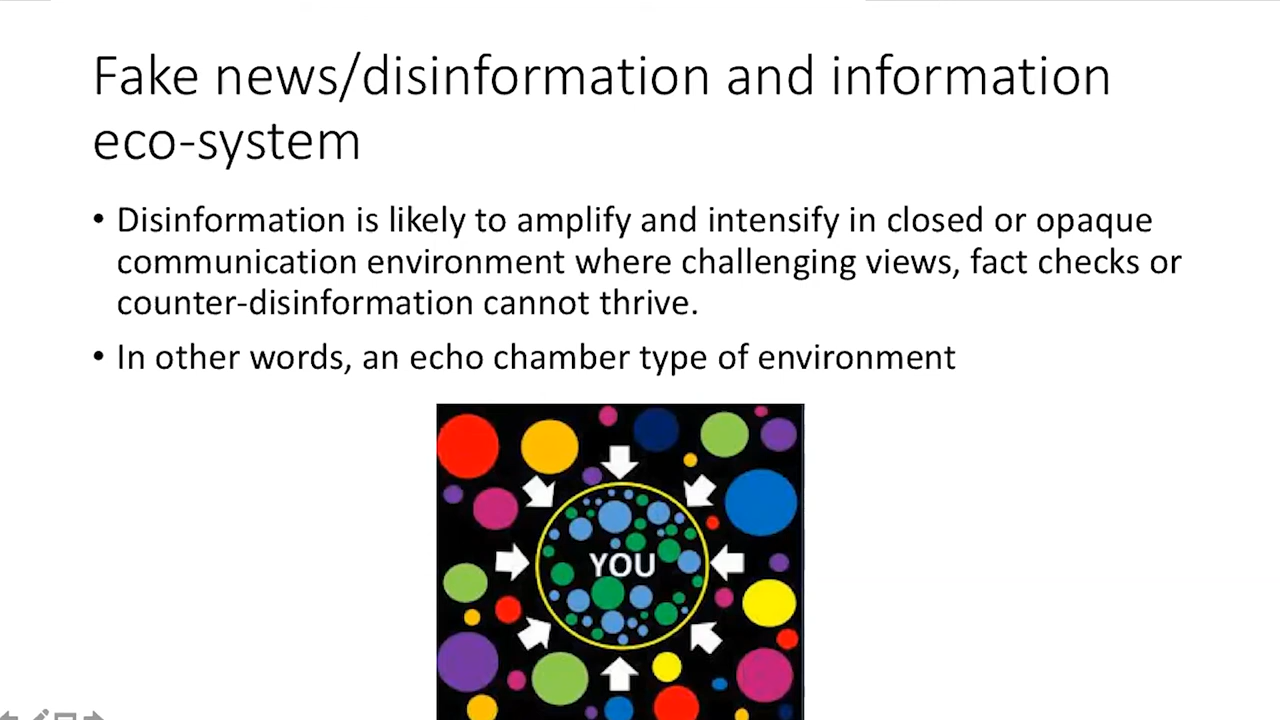 Fake news/disinformation and information
eco-system
• Disinformation is likely to amplify and intensify in closed or opaque
communication environment where challenging views, fact checks or
counter-disinformation cannot thrive.
• In other words, an echo chamber type of environment
YOU